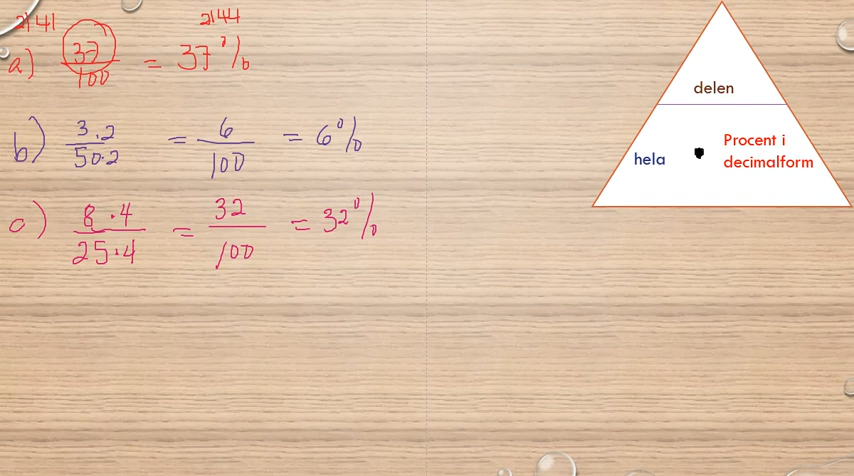 2141
2144
a) 37/100 = 37%
b) 3.2/50.2 = 6/100 = 6%
c) 8.4/25.4 = 32/100 = 32%
delen
hela • Procent i decimalform